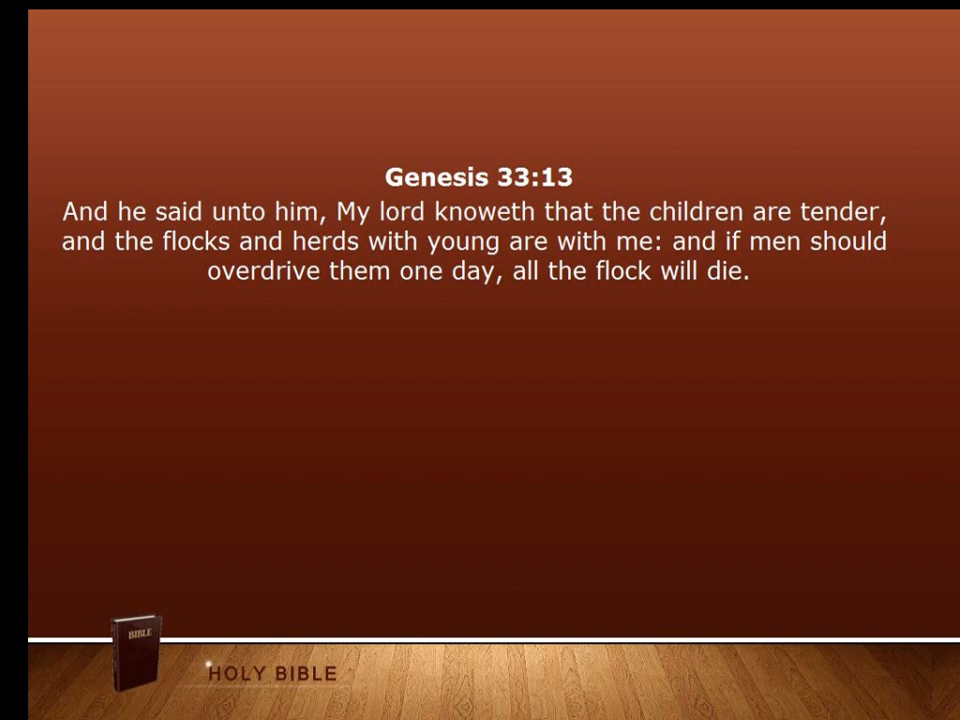 Genesis 33:13
And he said unto him, My lord knoweth that the children are tender,
and the flocks and herds with young are with me: and if men should
overdrive them one day, all the flock will die.
BIBLE
HOLY BIBLE